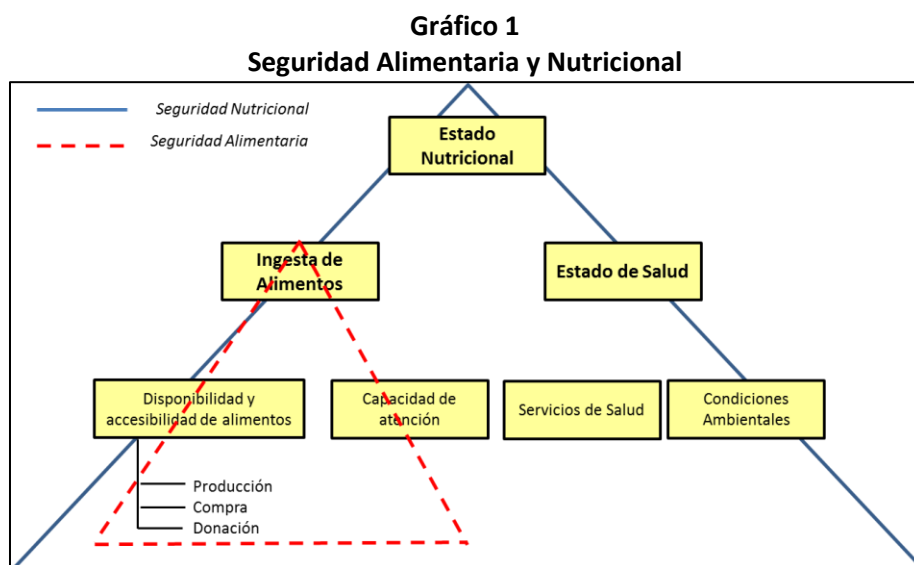 Gráfico 1
Seguridad Alimentaria y Nutricional
Seguridad Nutricional
Seguridad Alimentaria
Estado
Nutricional
Ingesta de
Alimentos
Estado de Salud
Disponibilidad y
accesibilidad de alimentos
Capacidad de
atención
Servicios de Salud
Condiciones
Ambientales
Producción
Compra
Donación